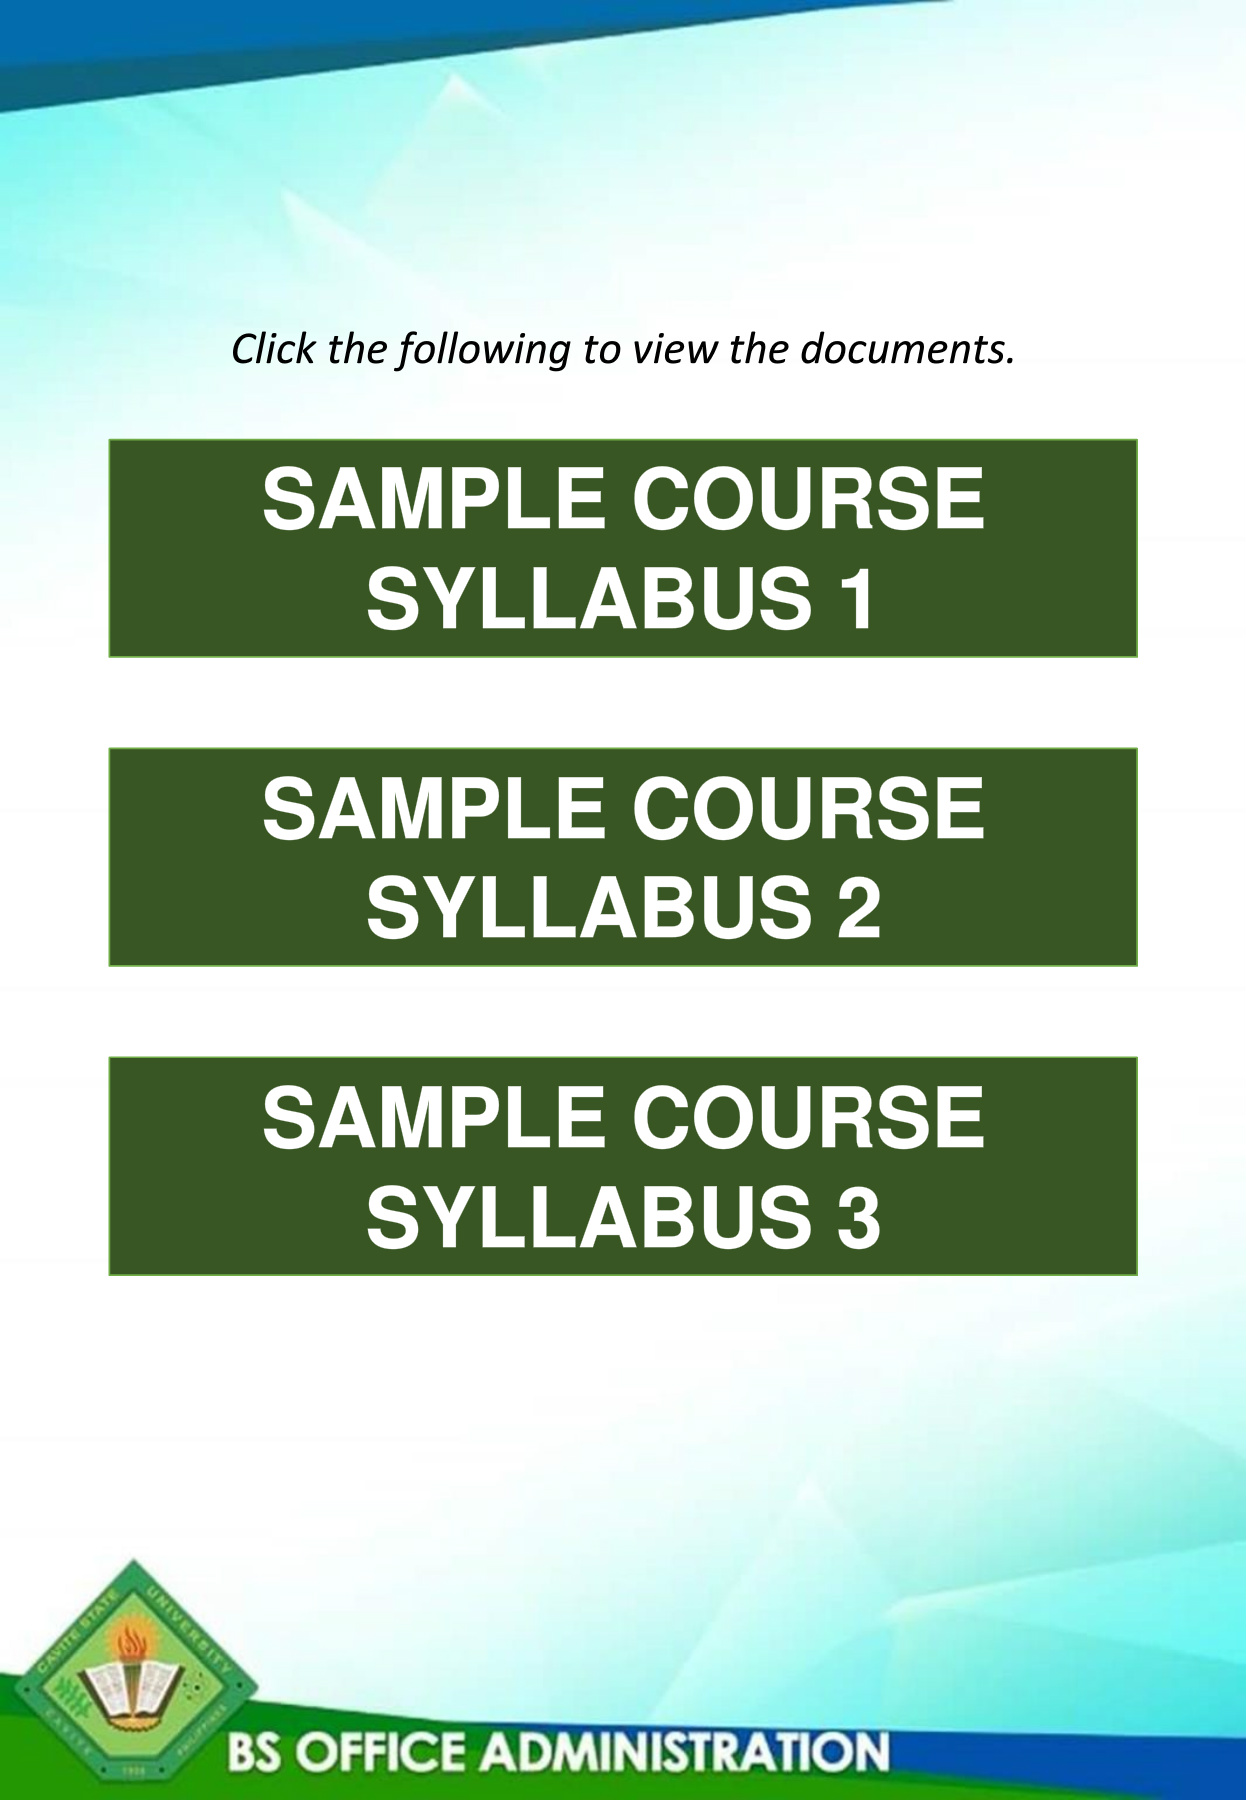 Click the following to view the documents.
SAMPLE COURSE
SYLLABUS 1
SAMPLE COURSE
SYLLABUS 2
SAMPLE COURSE
SYLLABUS 3
CAVITE STATE UNIVERSITY
CAVITE
PHILIPPINES
1906
BS OFFICE ADMINISTRATION